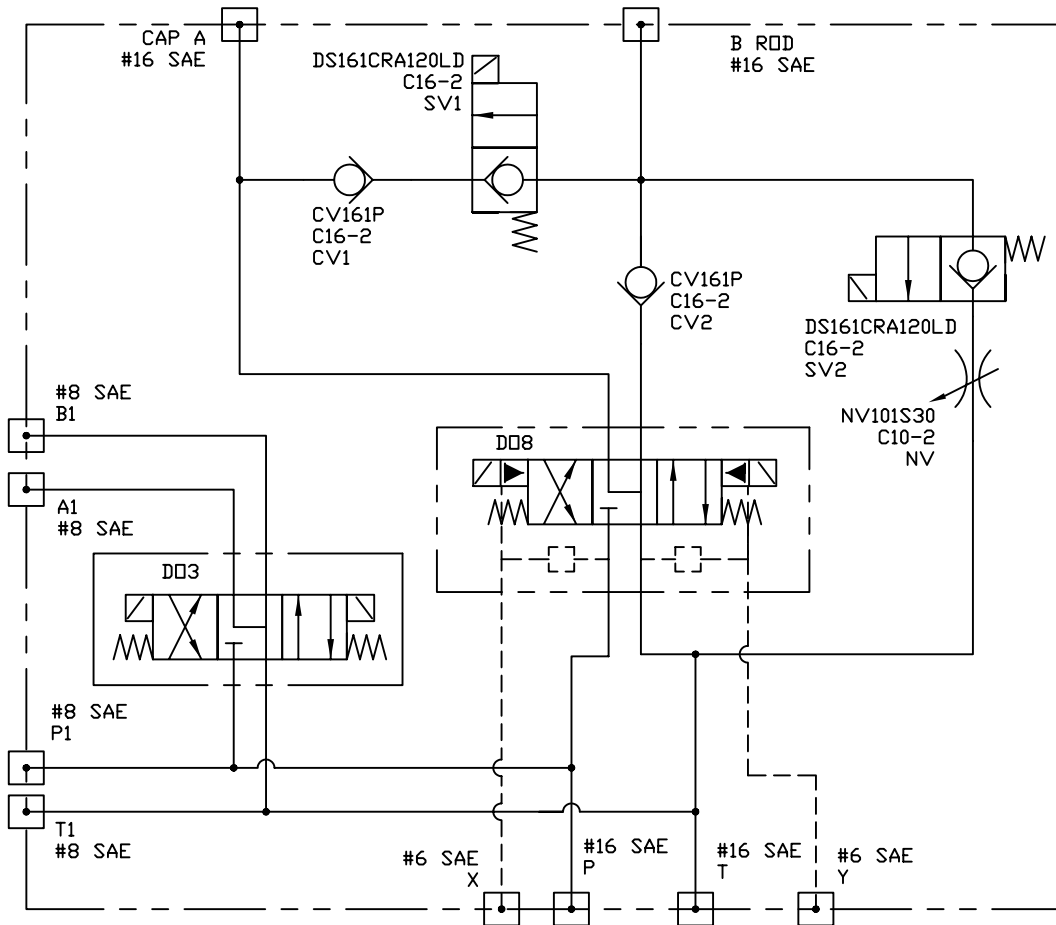 CAP A
#16 SAE
B ROD
#16 SAE
DS161CRA120LD
C16-2
SV1
CV161P
C16-2
CV1
CV161P
C16-2
CV2
DS161CRA120LD
C16-2
SV2
NV101S30
C10-2
NV
#8 SAE
B1
A1
#8 SAE
DO8
DO3
#8 SAE
P1
T1
#8 SAE
#6 SAE
X
#16 SAE
P
#16 SAE
T
#6 SAE
Y